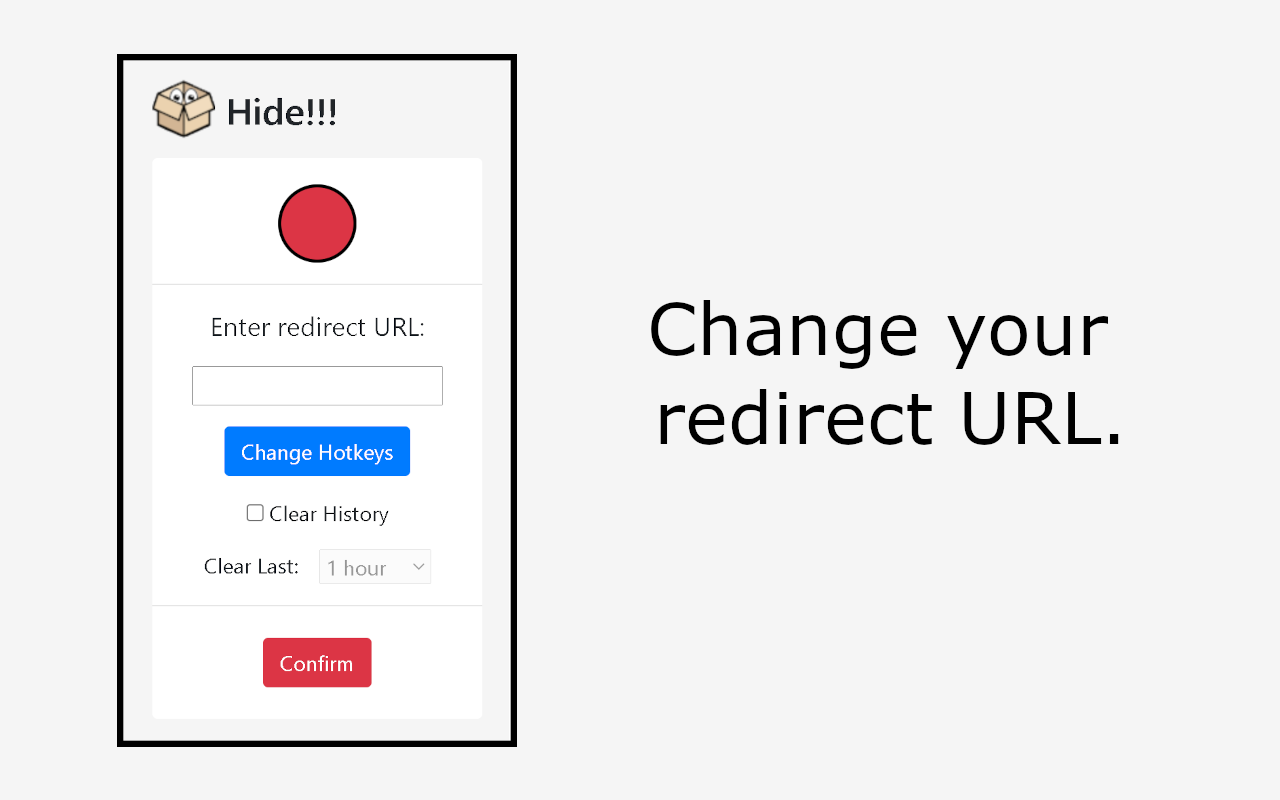 Hide!!!
Enter redirect URL:
Change Hotkeys
Clear History
Clear Last:
1 hour
Confirm
Change your
redirect URL.